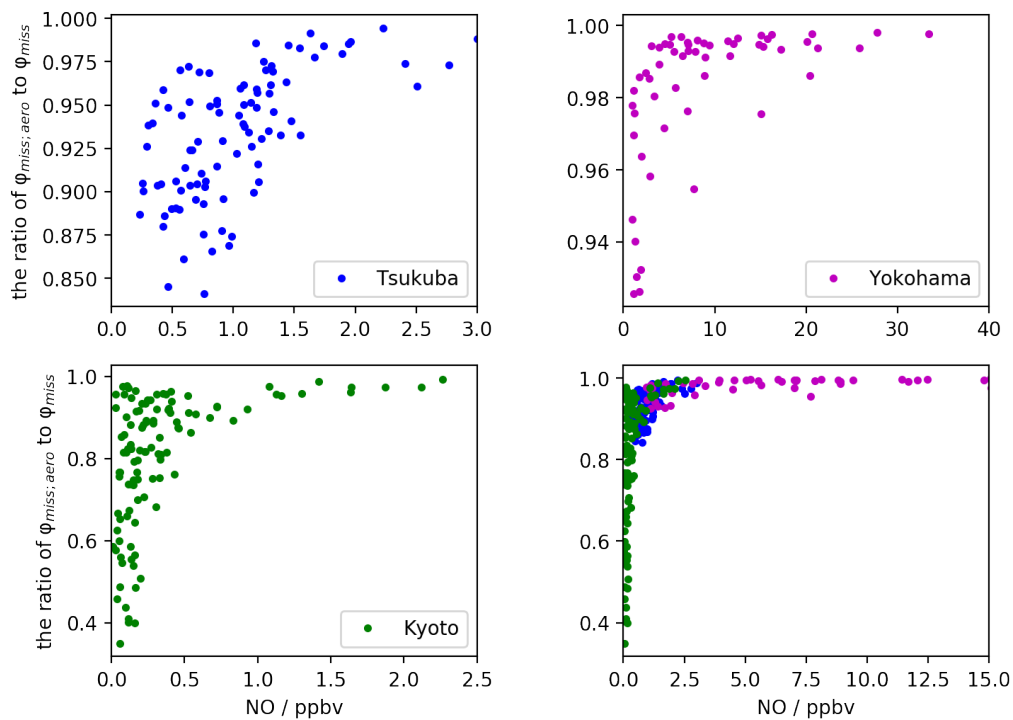 1.000
0.975
0.950
0.925
0.900
0.875
0.850
the ratio of φmiss; aero to φmiss
0.0 0.5 1.0 1.5 2.0 2.5 3.0
Tsukuba
1.00
0.98
0.96
0.94
0 10 20 30 40
Yokohama
1.0
0.8
0.6
0.4
the ratio of φmiss; aero to φmiss
0.0 0.5 1.0 1.5 2.0 2.5
NO / ppbv
Kyoto
1.0
0.8
0.6
0.4
0.0 2.5 5.0 7.5 10.0 12.5 15.0
NO / ppbv